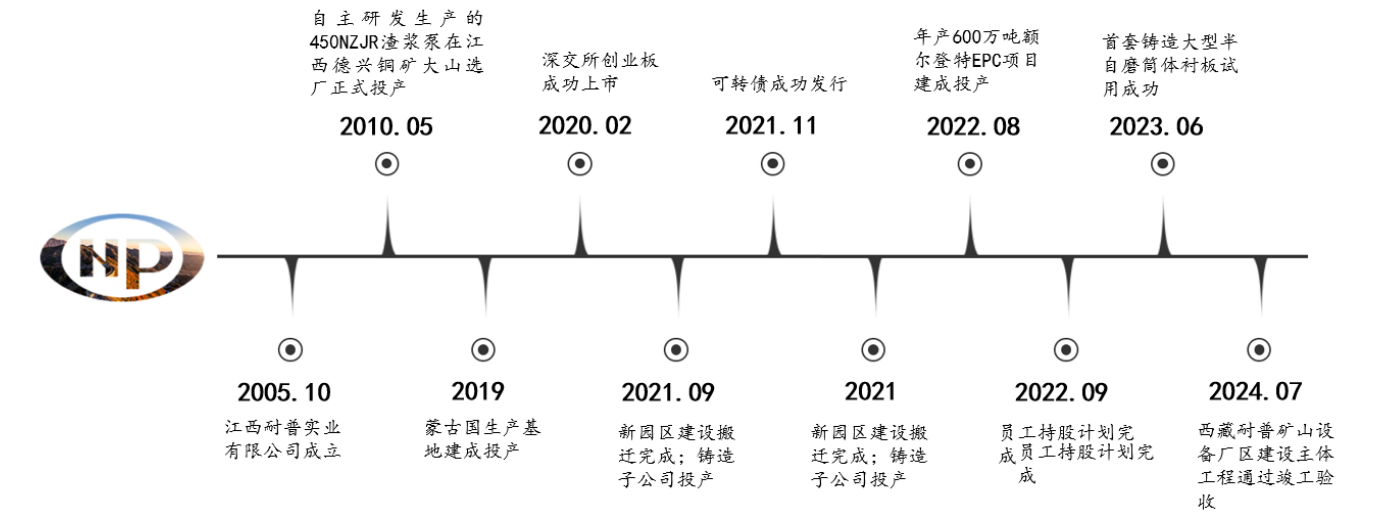 自主研发生产的
450NZJR渣浆泵在江
西德兴铜矿大山选
厂正式投产
2010.05
深交所创业板
成功上市
2020.02
可转债成功发行
2021.11
年产600万吨额
尔登特EPC项目
建成投产
2022.08
首套铸造大型半
自磨筒体衬板试
用成功
2023.06
NP
2005.10
江西耐普实业
有限公司成立
2019
蒙古国生产基
地建成投产
2021.09
新园区建设搬
迁完成；铸造
子公司投产
2021
新园区建设搬
迁完成；铸造
子公司投产
2022.09
员工持股计划完
成
员工持股计划完
成
2024.07
西藏耐普矿山设
备厂区建设主体
工程通过竣工验
收